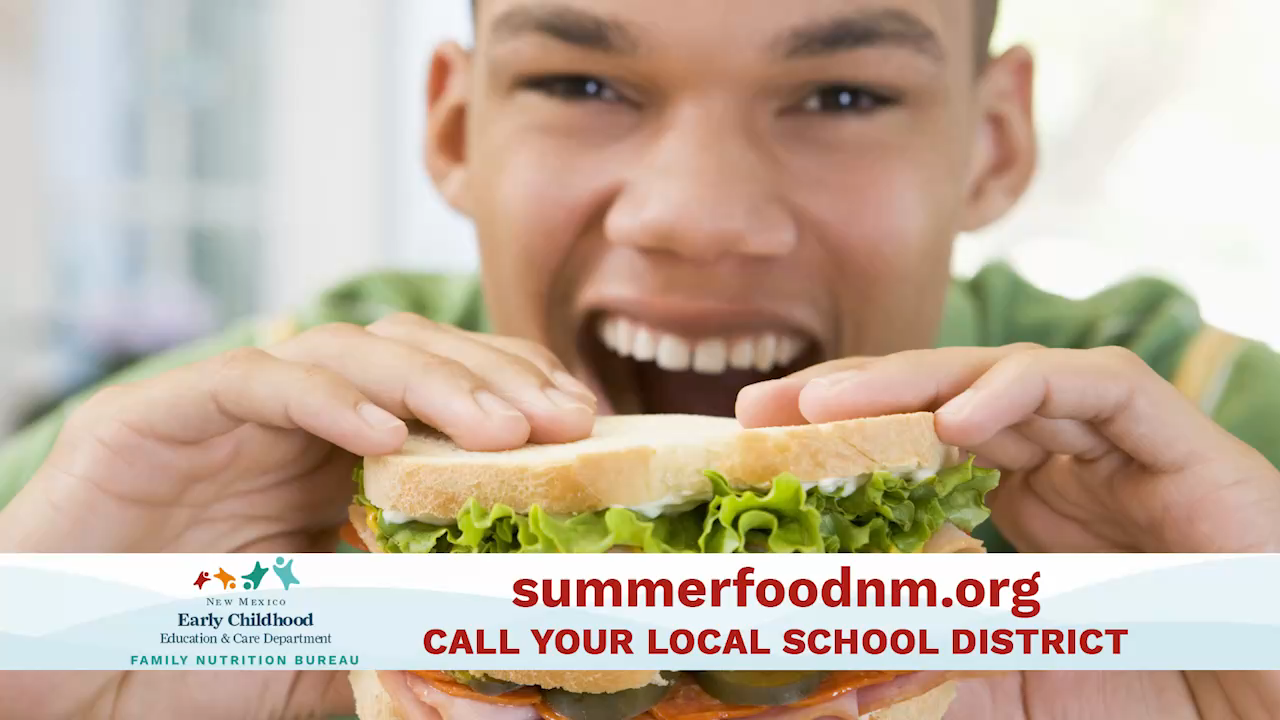 New Mexico
Early Childhood
Education & Care Department
FAMILY NUTRITION BUREAU
summerfoodnm.org
CALL YOUR LOCAL SCHOOL DISTRICT